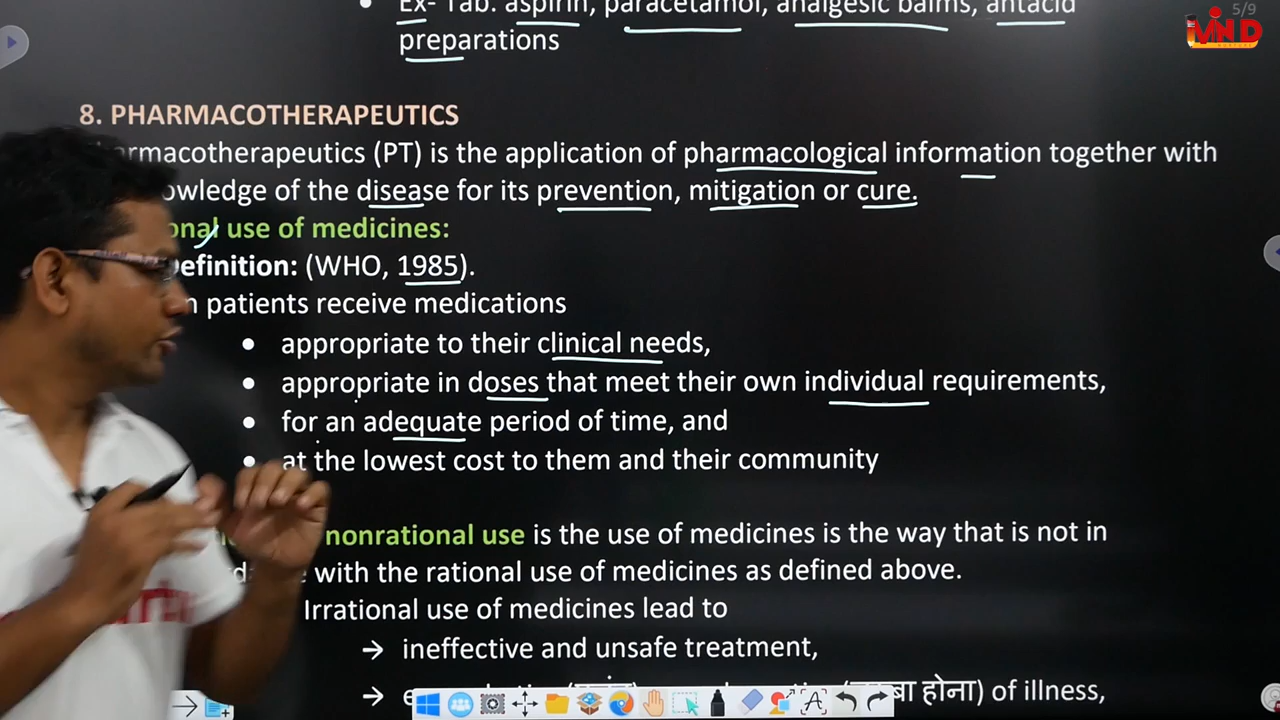 Ex- Tab. aspirin, paracetamol, analgesic balms, antacid
preparations
5/9
8. PHARMACOTHERAPEUTICS
(PT) is the application of pharmacological information together with
of the disease for its prevention, mitigation or cure.
use of medicines:
(WHO, 1985).
patients receive medications
• appropriate to their clinical needs,
• appropriate in doses that meet their own individual requirements,
• for an adequate period of time, and
• at the lowest cost to them and their community
nonrational use is the use of medicines is the way that is not in
with the rational use of medicines as defined above.
Irrational use of medicines lead to
→ ineffective and unsafe treatment,
→ होना) of illness,